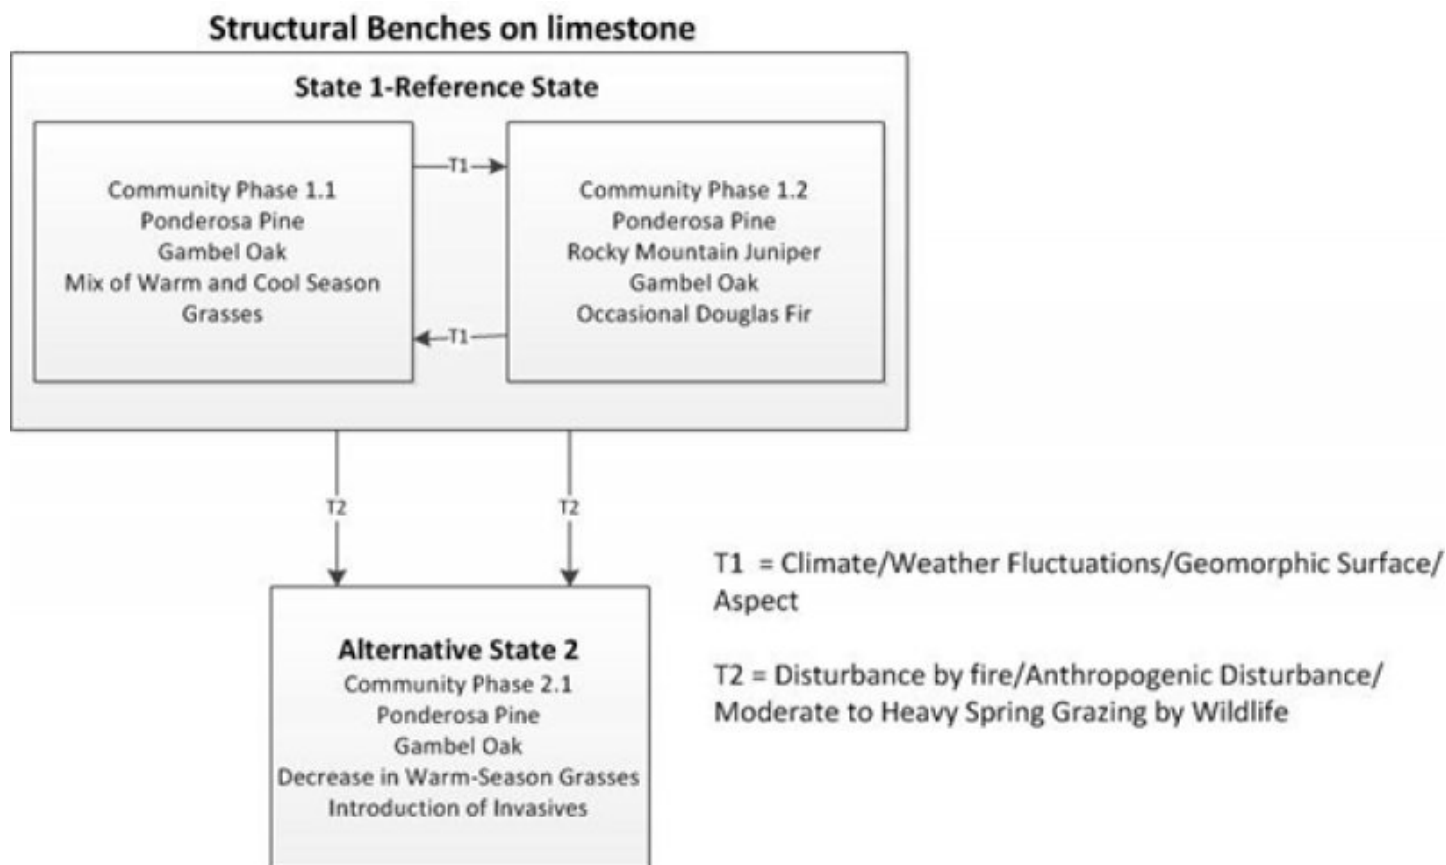 Structural Benches on limestone
State 1-Reference State
Community Phase 1.1
Ponderosa Pine
Gambel Oak
Mix of Warm and Cool Season
Grasses
T1
T1
Community Phase 1.2
Ponderosa Pine
Rocky Mountain Juniper
Gambel Oak
Occasional Douglas Fir
T2
T2
Alternative State 2
Community Phase 2.1
Ponderosa Pine
Gambel Oak
Decrease in Warm-Season Grasses
Introduction of Invasives
T1 = Climate/Weather Fluctuations/Geomorphic Surface/
Aspect
T2 = Disturbance by fire/Anthropogenic Disturbance/
Moderate to Heavy Spring Grazing by Wildlife